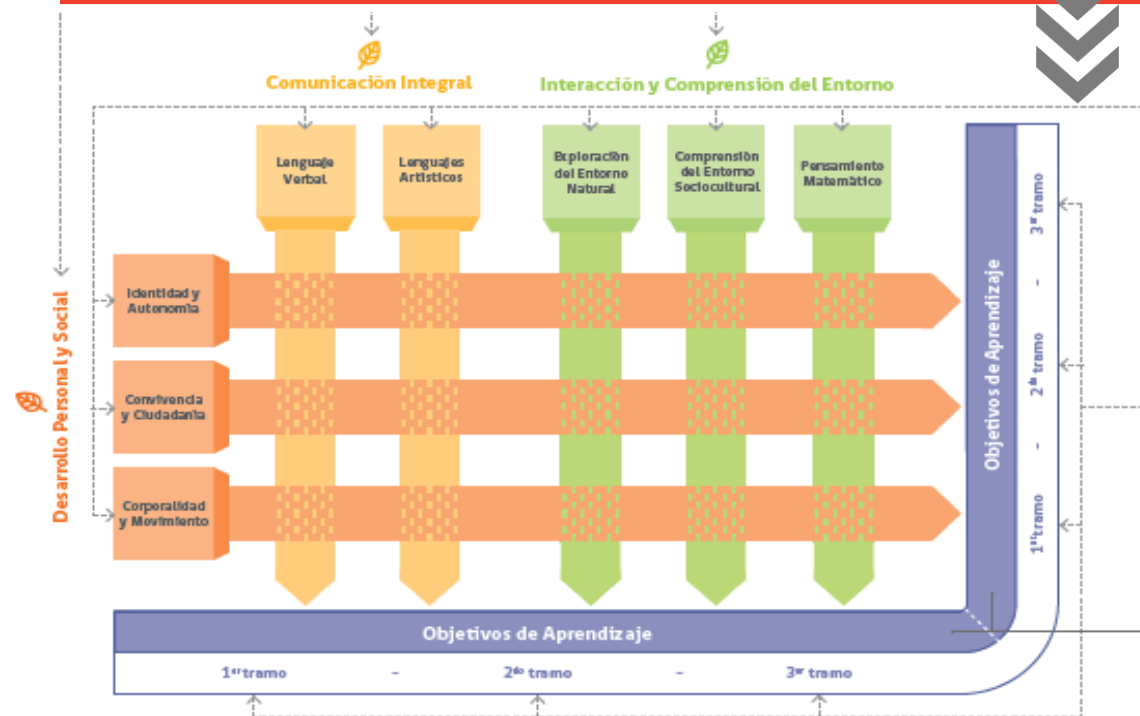 Comunicación Integral
Interacción y Comprensión del Entorno
Lenguaje
Verbal
Lenguajes
Artísticos
Exploración
del Entorno
Natural
Comprensión
del Entorno
Sociocultural
Pensamiento
Matemático
Desarrollo Personal y Social
Identidad y
Autonomía
Convivencia
y Ciudadanía
Corporalidad
y Movimiento
Objetivos de Aprendizaje
3er tramo
–
2do tramo
–
1er tramo
Objetivos de Aprendizaje
1er tramo – 2do tramo – 3er tramo